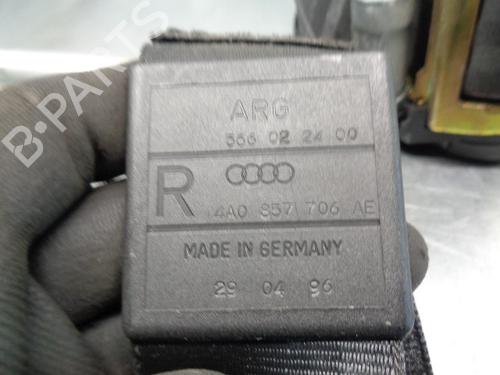 ARG
566 02 24 00
R
4A0 857 706 AE
MADE IN GERMANY
29 04 96
B-PARTS